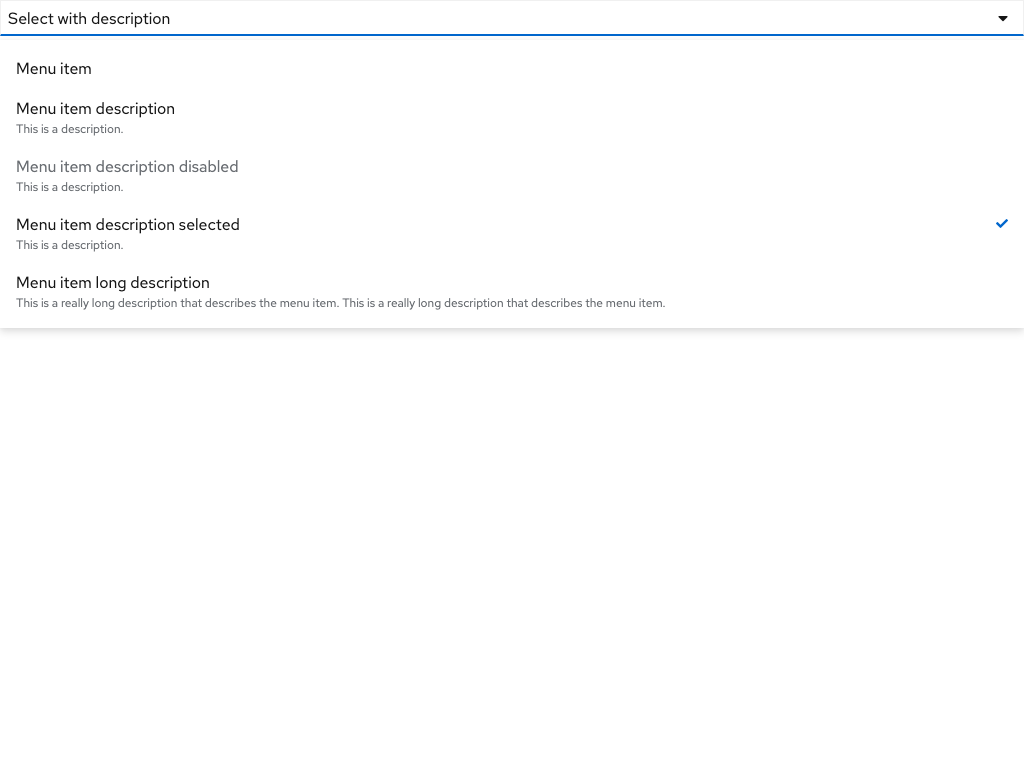 Select with description
Menu item
Menu item description
This is a description.
Menu item description disabled
This is a description.
Menu item description selected
This is a description.
Menu item long description
This is a really long description that describes the menu item. This is a really long description that describes the menu item.